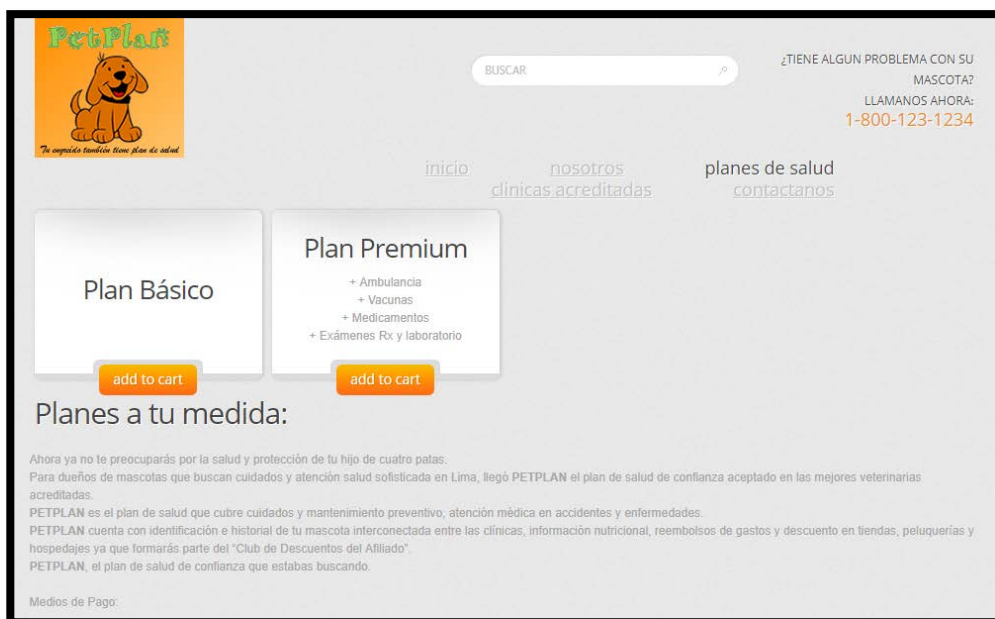 PetPlan
Tu engreído también tiene plan de salud
BUSCAR
¿TIENE ALGUN PROBLEMA CON SU
MASCOTA?
LLAMANOS AHORA:
1-800-123-1234
inicio nosotros planes de salud
clinicas acreditadas contactanos
Plan Básico
add to cart
Plan Premium
+ Ambulancia
+ Vacunas
+ Medicamentos
+ Exámenes Rx y laboratorio
add to cart
Planes a tu medida:
Ahora ya no te preocuparás por la salud y protección de tu hijo de cuatro patas.
Para dueños de mascotas que buscan cuidados y atención salud sofisticada en Lima, llegó PETPLAN el plan de salud de confianza aceptado en las mejores veterinarias
acreditadas.
PETPLAN es el plan de salud que cubre cuidados y mantenimiento preventivo, atención mèdica en accidentes y enfermedades.
PETPLAN cuenta con identificación e historial de tu mascota interconectada entre las clínicas, información nutricional, reembolsos de gastos y descuento en tiendas, peluquerías y
hospedajes ya que formarás parte del "Club de Descuentos del Afiliado".
PETPLAN, el plan de salud de confianza que estabas buscando.
Medios de Pago: